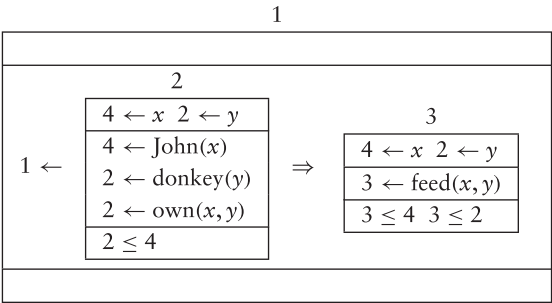 1
2
4 ← x 2 ← y
4 ← John(x)
2 ← donkey(y)
2 ← own(x, y)
2 ≤ 4
1 ←
⇒
3
4 ← x 2 ← y
3 ← feed(x, y)
3 ≤ 4 3 ≤ 2